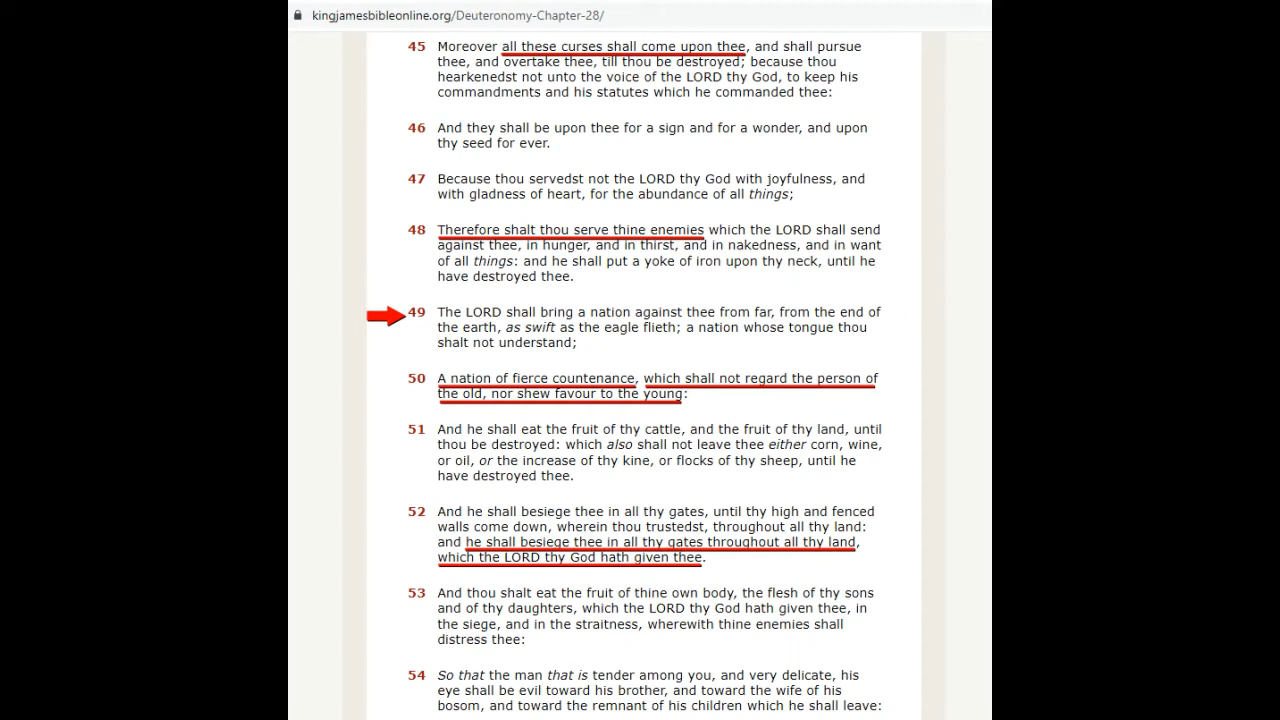 kingjamesbibleonline.org/Deuteronomy-Chapter-28/
45 Moreover all these curses shall come upon thee, and shall pursue
thee, and overtake thee, till thou be destroyed; because thou
hearkenedst not unto the voice of the LORD thy God, to keep his
commandments and his statutes which he commanded thee:
46 And they shall be upon thee for a sign and for a wonder, and upon
thy seed for ever.
47 Because thou servedst not the LORD thy God with joyfulness, and
with gladness of heart, for the abundance of all things;
48 Therefore shalt thou serve thine enemies which the LORD shall send
against thee, in hunger, and in thirst, and in nakedness, and in want
of all things: and he shall put a yoke of iron upon thy neck, until he
have destroyed thee.
49 The LORD shall bring a nation against thee from far, from the end of
the earth, as swift as the eagle flieth; a nation whose tongue thou
shalt not understand;
50 A nation of fierce countenance, which shall not regard the person of
the old, nor shew favour to the young:
51 And he shall eat the fruit of thy cattle, and the fruit of thy land, until
thou be destroyed: which also shall not leave thee either corn, wine,
or oil, or the increase of thy kine, or flocks of thy sheep, until he
have destroyed thee.
52 And he shall besiege thee in all thy gates, until thy high and fenced
walls come down, wherein thou trustedst, throughout all thy land:
and he shall besiege thee in all thy gates throughout all thy land,
which the LORD thy God hath given thee.
53 And thou shalt eat the fruit of thine own body, the flesh of thy sons
and of thy daughters, which the LORD thy God hath given thee, in
the siege, and in the straitness, wherewith thine enemies shall
distress thee:
54 So that the man that is tender among you, and very delicate, his
eye shall be evil toward his brother, and toward the wife of his
bosom, and toward the remnant of his children which he shall leave: